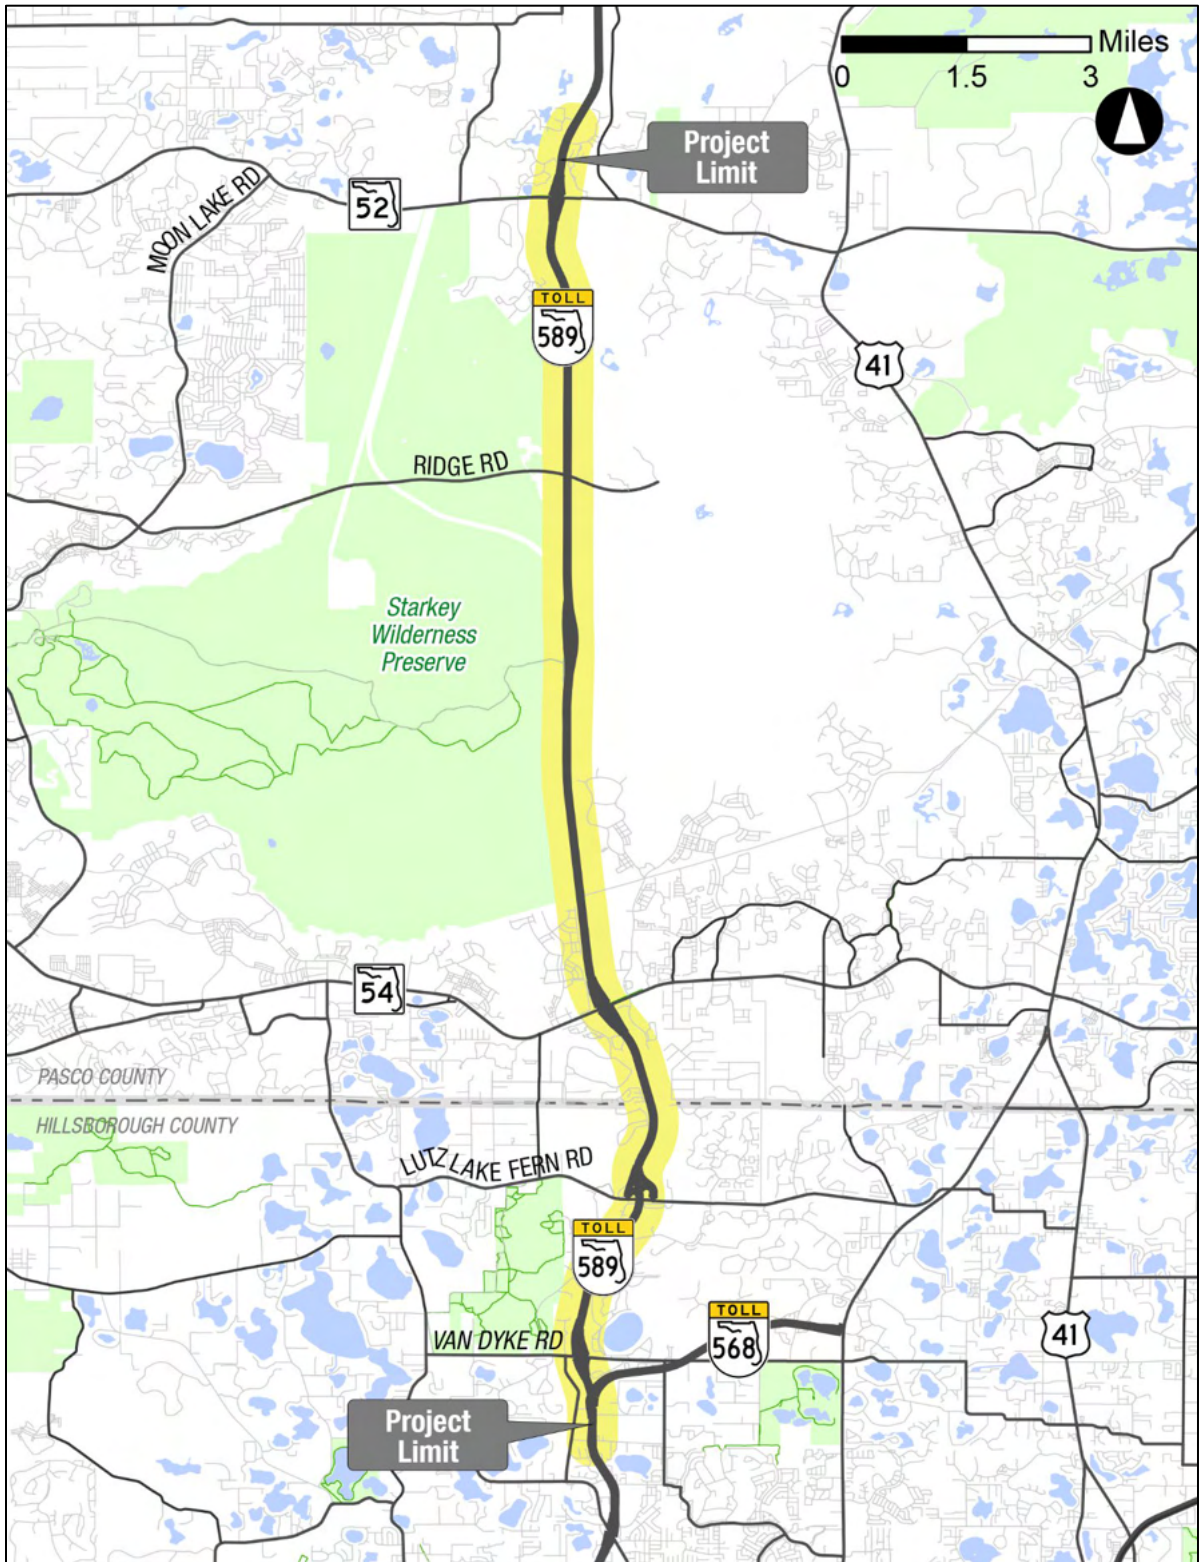 Miles
0 1.5 3
Project
Limit
MOON LAKE RD
52
TOLL
589
41
RIDGE RD
Starkey
Wilderness
Preserve
54
PASCO COUNTY
HILLSBOROUGH COUNTY
LUTZ LAKE FERN RD
TOLL
589
TOLL
568
41
VAN DYKE RD
Project
Limit